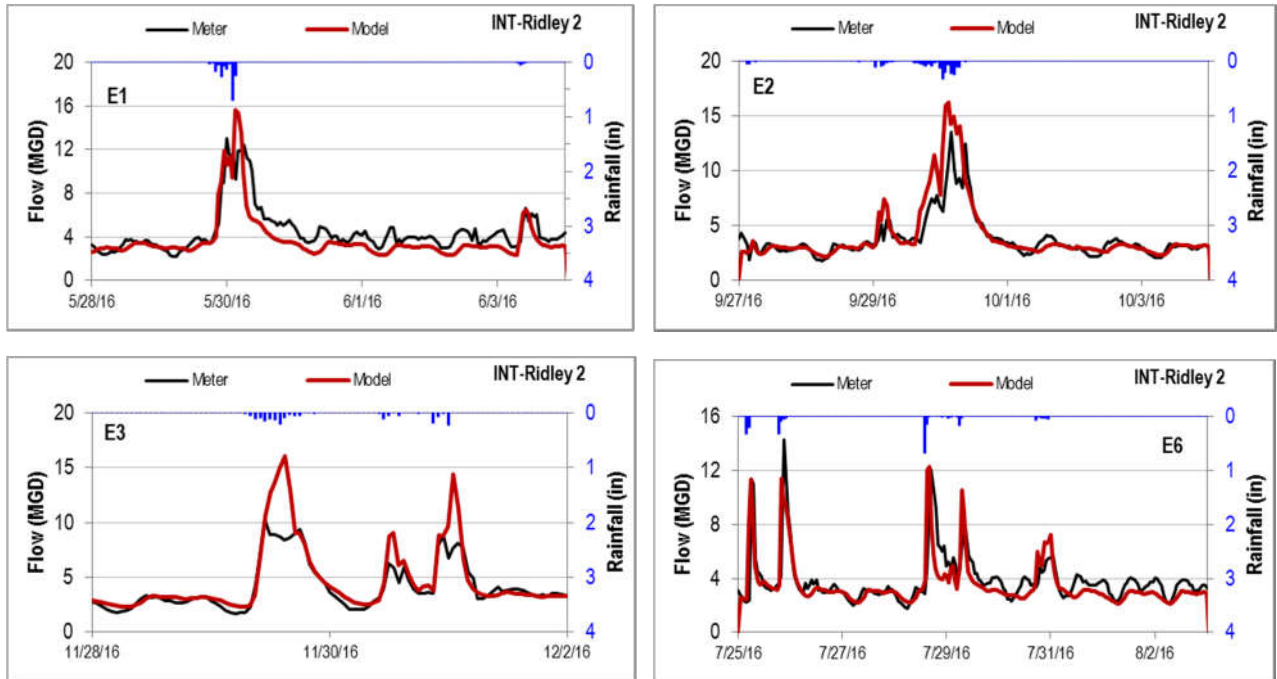 Meter Model INT-Ridley 2
E1
Flow (MGD)
20
16
12
8
4
0
5/28/16 5/30/16 6/1/16 6/3/16
0
1
2
3
4
Rainfall (in)
Meter Model INT-Ridley 2
E2
Flow (MGD)
20
15
10
5
0
9/27/16 9/29/16 10/1/16 10/3/16
0
1
2
3
4
Rainfall (in)
Meter Model INT-Ridley 2
E3
Flow (MGD)
20
15
10
5
0
11/28/16 11/30/16 12/2/16
0
1
2
3
4
Rainfall (in)
Meter Model INT-Ridley 2
E6
Flow (MGD)
16
12
8
4
0
7/25/16 7/27/16 7/29/16 7/31/16 8/2/16
0
1
2
3
4
Rainfall (in)